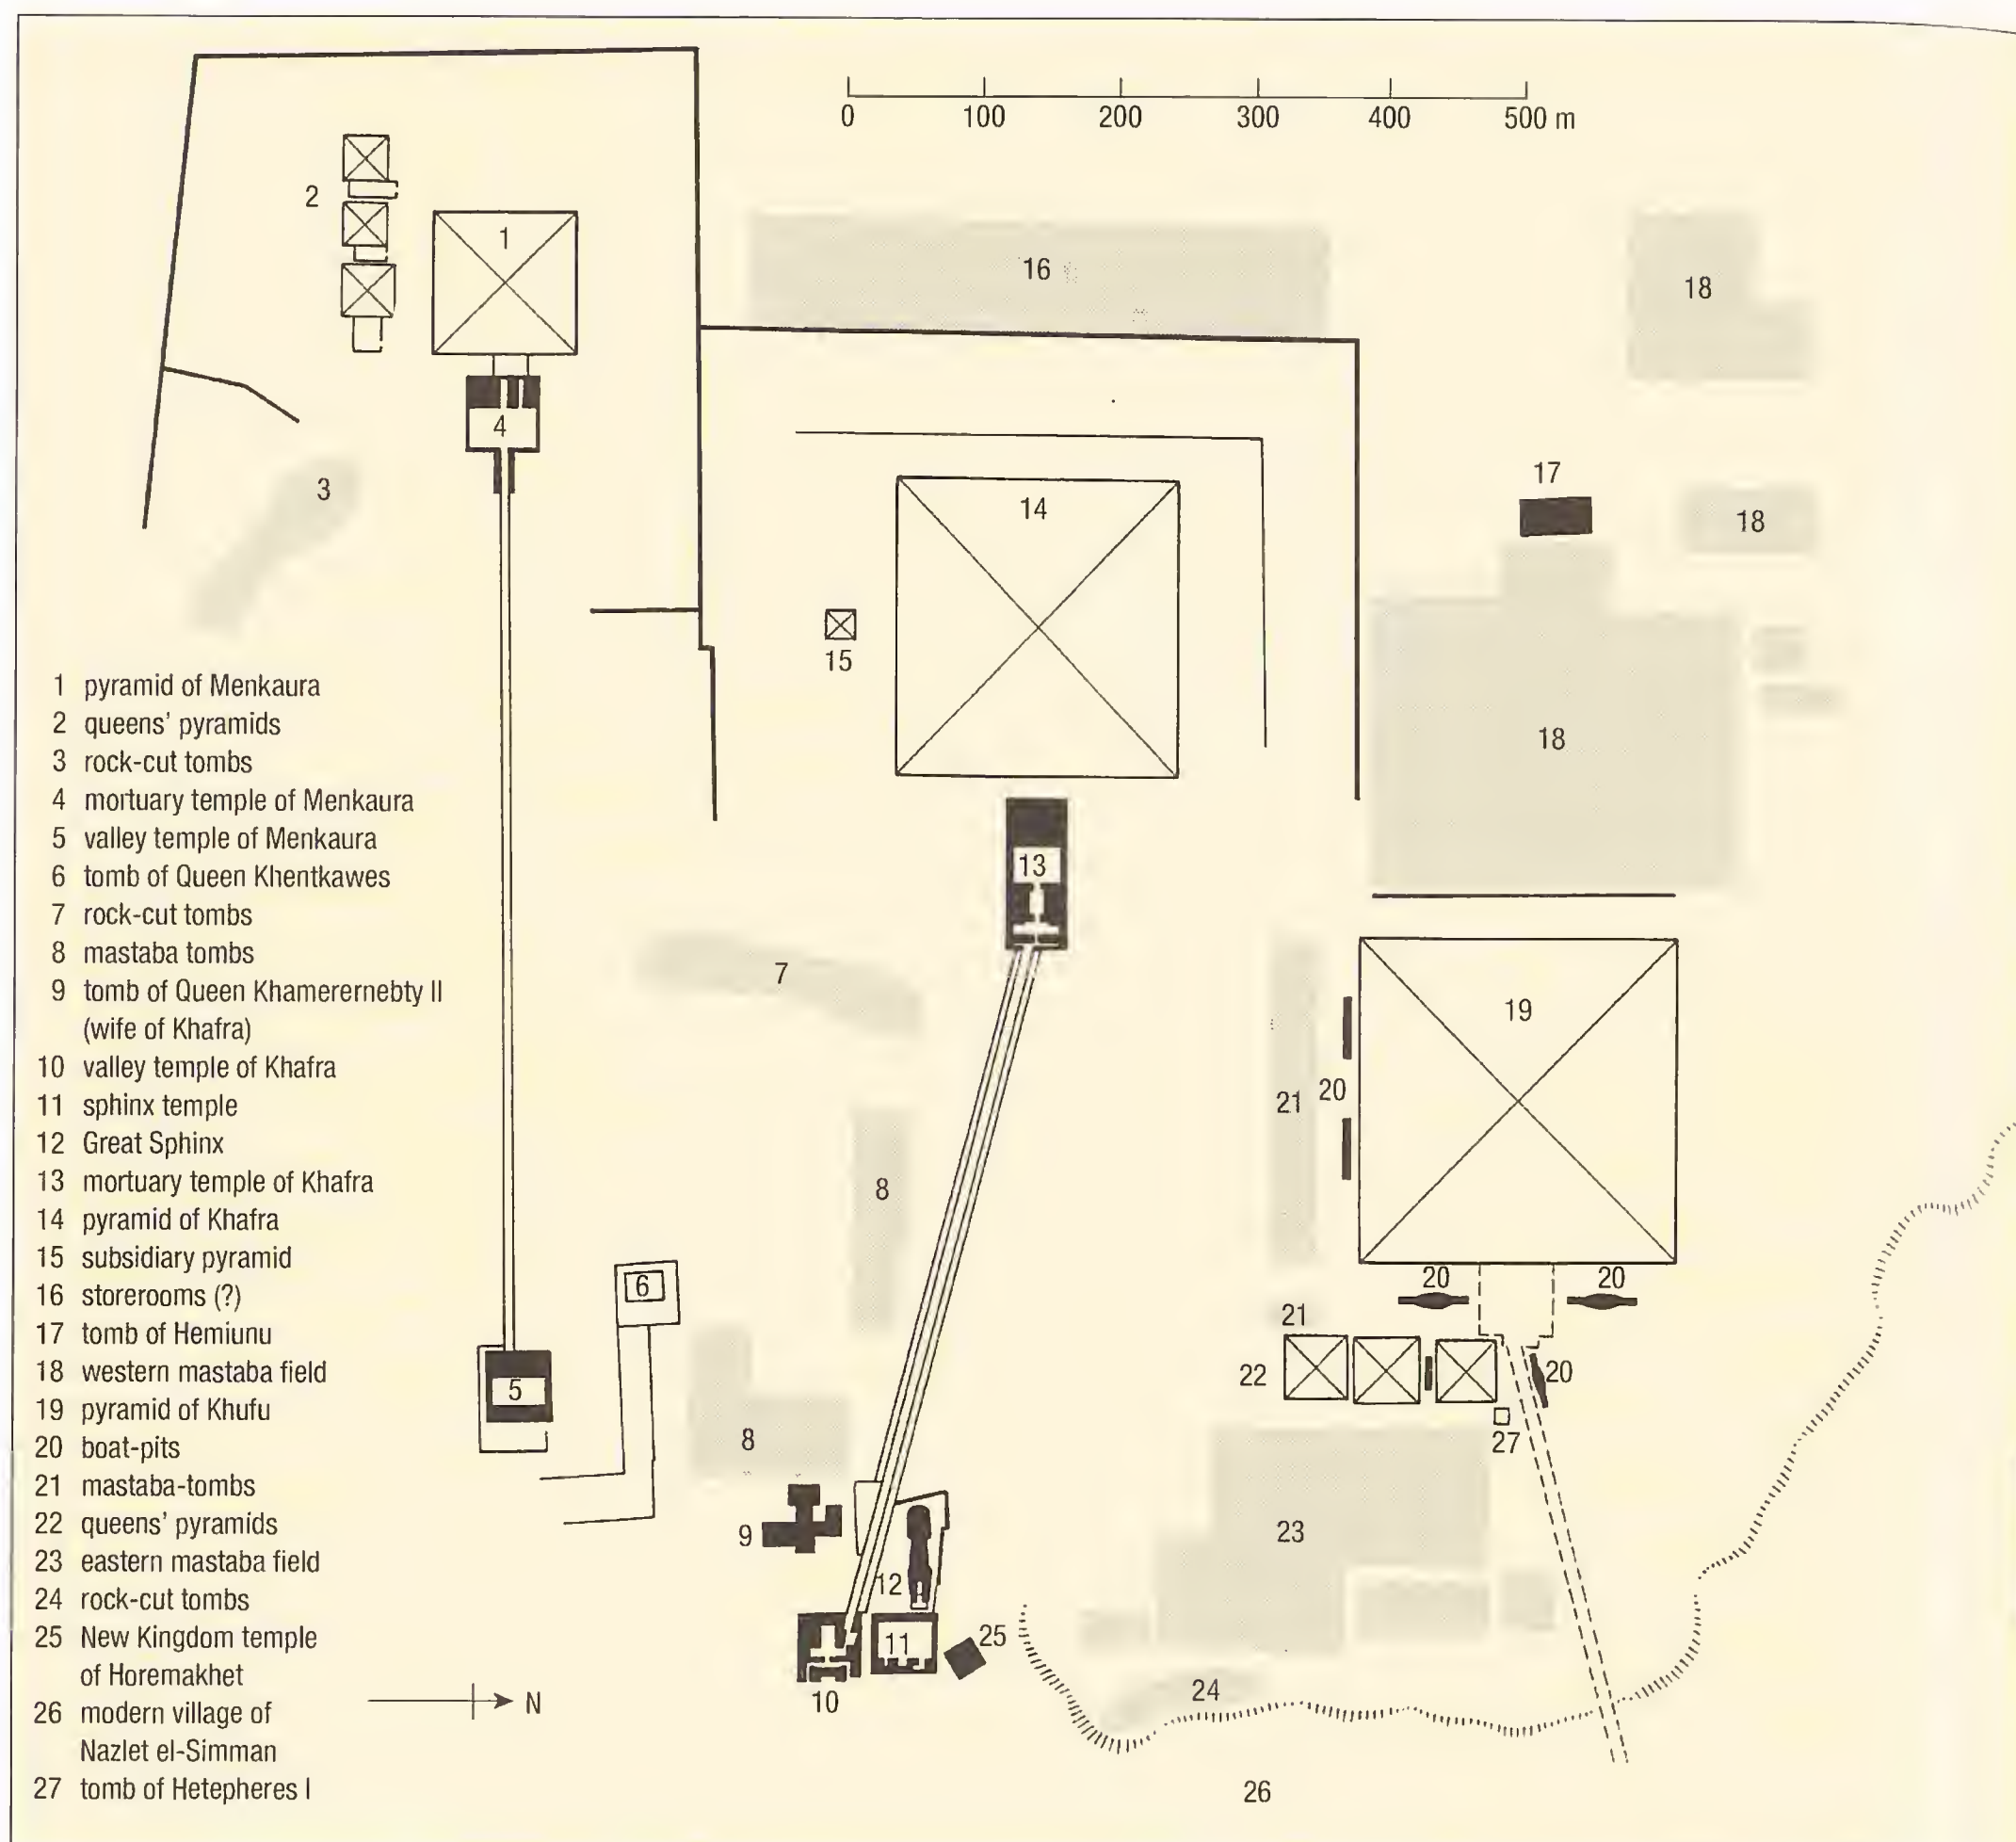 0 100 200 300 400 500 m
2
1
16
18
4
3
14
17
18
15
18
13
7
19
21 20
8
20 20
6
21
22
20
5
27
8
9
23
12
11 25
10
24
26
1 pyramid of Menkaura
2 queens' pyramids
3 rock-cut tombs
4 mortuary temple of Menkaura
5 valley temple of Menkaura
6 tomb of Queen Khentkawes
7 rock-cut tombs
8 mastaba tombs
9 tomb of Queen Khamerernebty II
(wife of Khafra)
10 valley temple of Khafra
11 sphinx temple
12 Great Sphinx
13 mortuary temple of Khafra
14 pyramid of Khafra
15 subsidiary pyramid
16 storerooms (?)
17 tomb of Hemiunu
18 western mastaba field
19 pyramid of Khufu
20 boat-pits
21 mastaba-tombs
22 queens' pyramids
23 eastern mastaba field
24 rock-cut tombs
25 New Kingdom temple
of Horemakhet
26 modern village of
Nazlet el-Simman
27 tomb of Hetepheres I
N